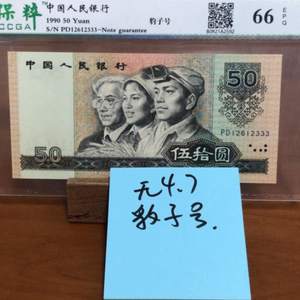 保粹
CCGA
中国人民银行
1990 50 Yuan
豹子号
S/N PD12612333-Note guarantee
66
EPQ
中国人民银行
50
PD12612333
50
伍拾圆
无4.7
豹子号.